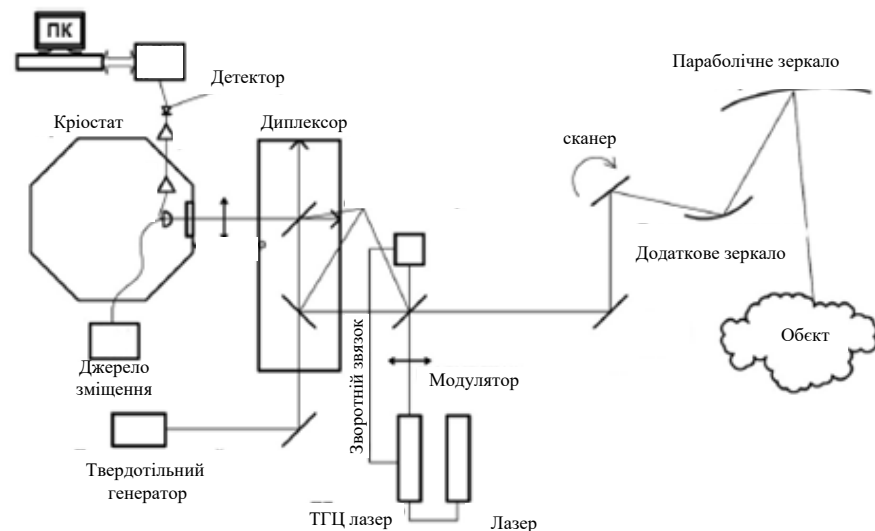 ПК
Детектор
Параболічне зеркало
Кріостат
Диплексор
сканер
Додаткове зеркало
Обєкт
Джерело
зміщення
Зворотній звязок
Модулятор
Твердотільний
генератор
ТГЦ лазер
Лазер